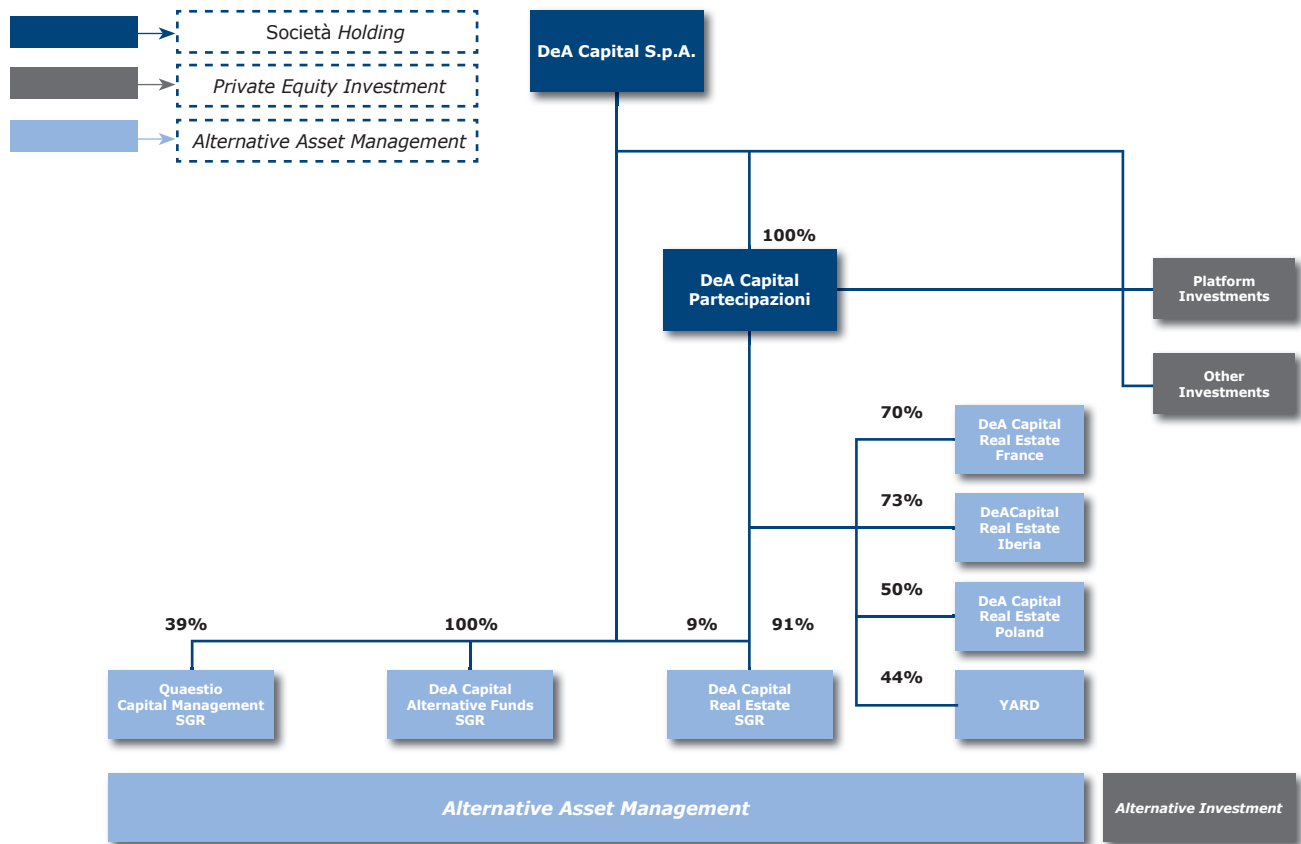 Società Holding
Private Equity Investment
Alternative Asset Management
DeA Capital S.p.A.
100%
DeA Capital
Partecipazioni
Platform
Investments
Other
Investments
70%
DeA Capital
Real Estate
France
73%
DeACapital
Real Estate
Iberia
50%
DeA Capital
Real Estate
Poland
44%
YARD
39%
100%
9%
91%
Quaestio
Capital Management
SGR
DeA Capital
Alternative Funds
SGR
DeA Capital
Real Estate
SGR
Alternative Asset Management
Alternative Investment